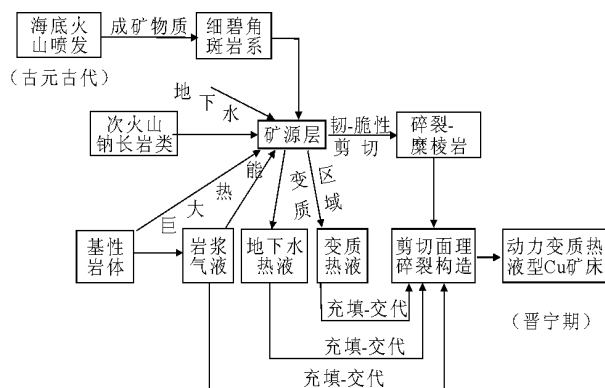 海底火
山喷发
成矿物质
细碧角
斑岩系
(古元古代)
地下水
次火山
钠长岩类
矿源层
韧-脆性
剪切
碎裂-
糜棱岩
巨大热能
区域
变质
基性
岩体
岩浆
气液
地下水
热液
变质
热液
剪切面理
碎裂构造
动力变质热
液型Cu矿床
充填-交代
(晋宁期)
充填-交代
充填-交代